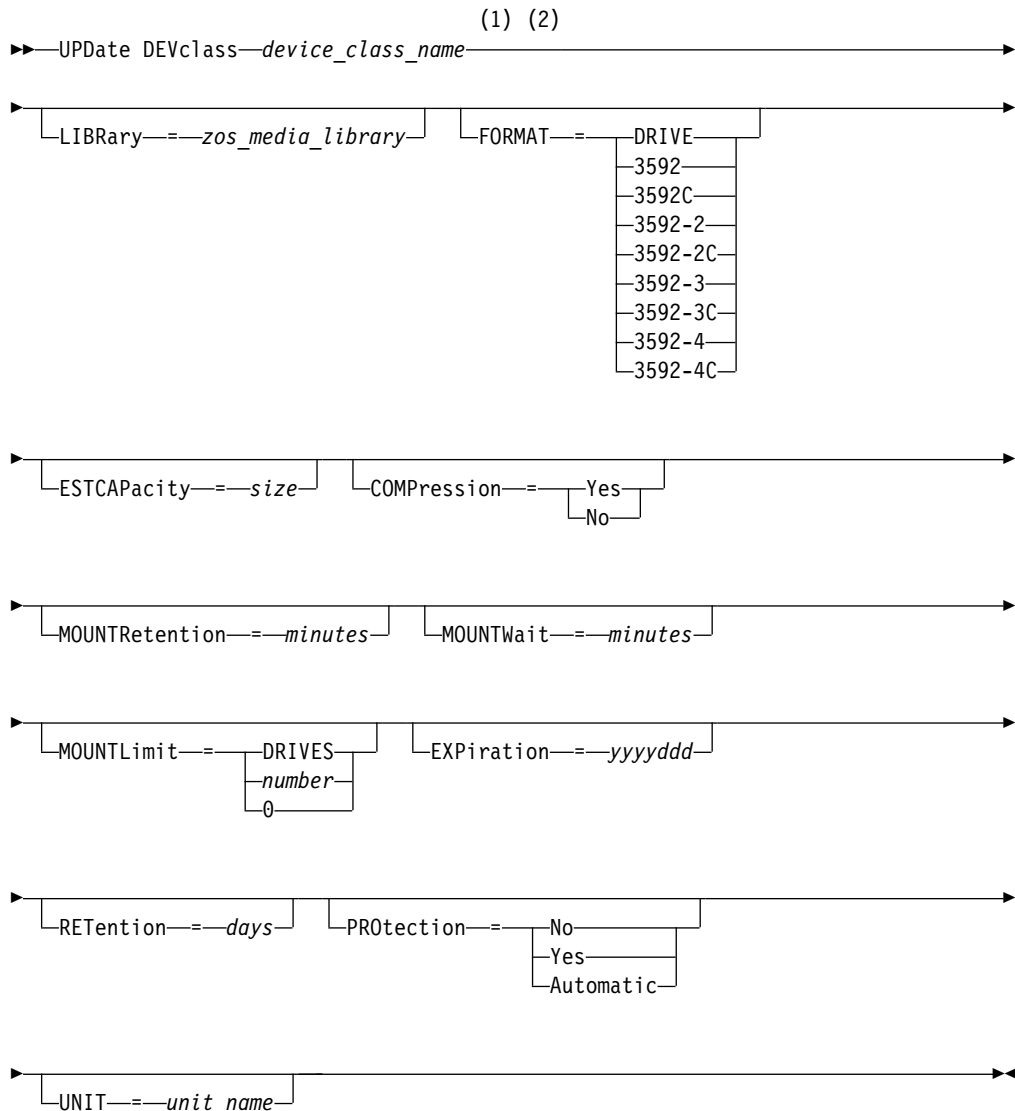 (1) (2)
UPDate DEVclass device_class_name
LIBRary = zos_media_library FORMAT = DRIVE
3592
3592C
3592-2
3592-2C
3592-3
3592-3C
3592-4
3592-4C
ESTCAPacity = size COMPression = Yes
No
MOUNTRetention = minutes MOUNTWait = minutes
MOUNTLimit = DRIVES EXPiration = yyyyddd
number
0
RETention = days PROtection = No
Yes
Automatic
UNIT = unit name